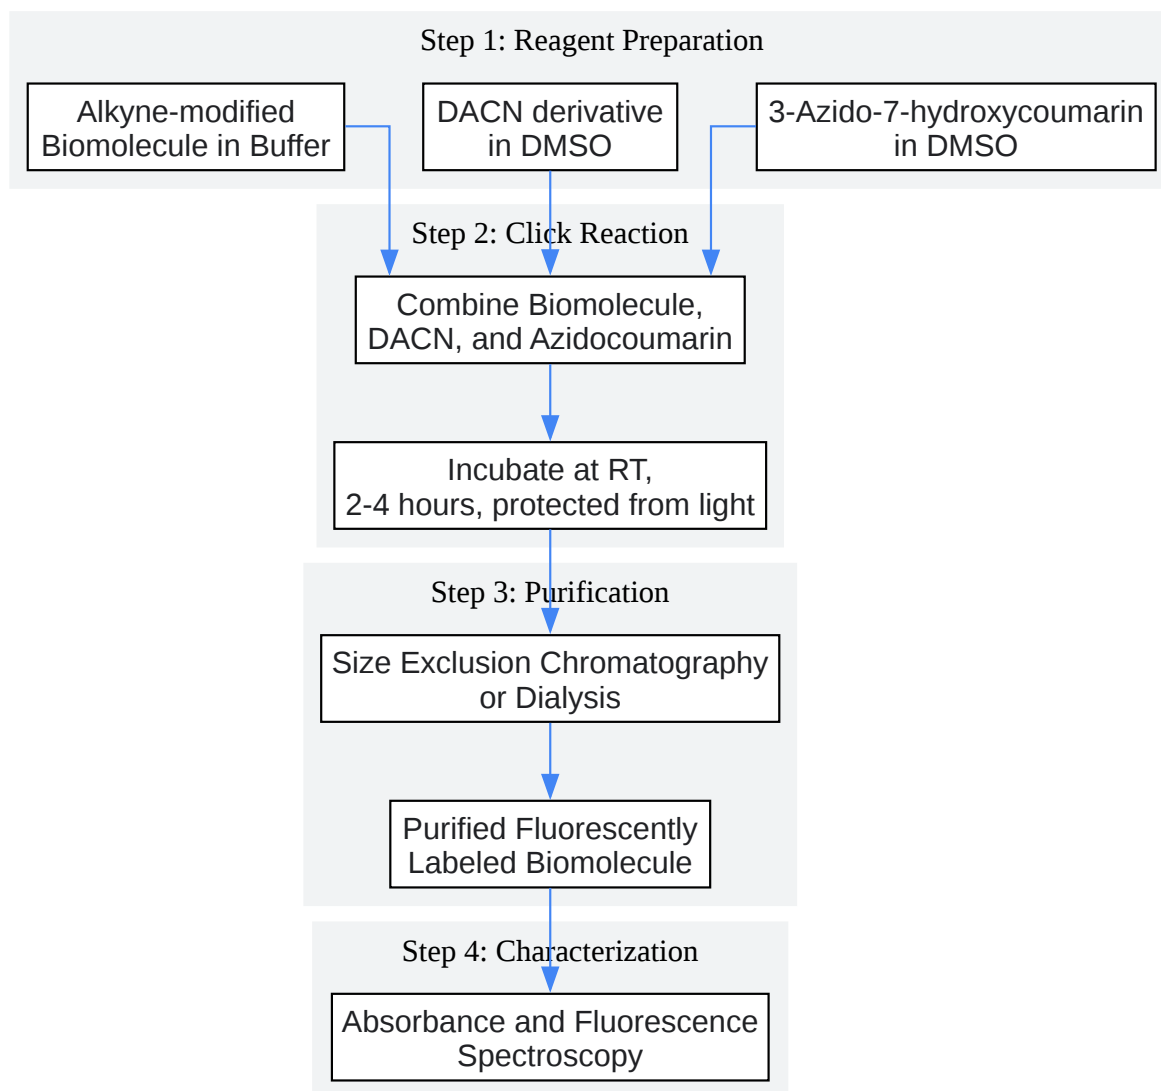 Step 1: Reagent Preparation
Alkyne-modified
Biomolecule in Buffer
DACN derivative
in DMSO
3-Azido-7-hydroxycoumarin
in DMSO
Step 2: Click Reaction
Combine Biomolecule,
DACN, and Azidocoumarin
Incubate at RT,
2-4 hours, protected from light
Step 3: Purification
Size Exclusion Chromatography
or Dialysis
Purified Fluorescently
Labeled Biomolecule
Step 4: Characterization
Absorbance and Fluorescence
Spectroscopy